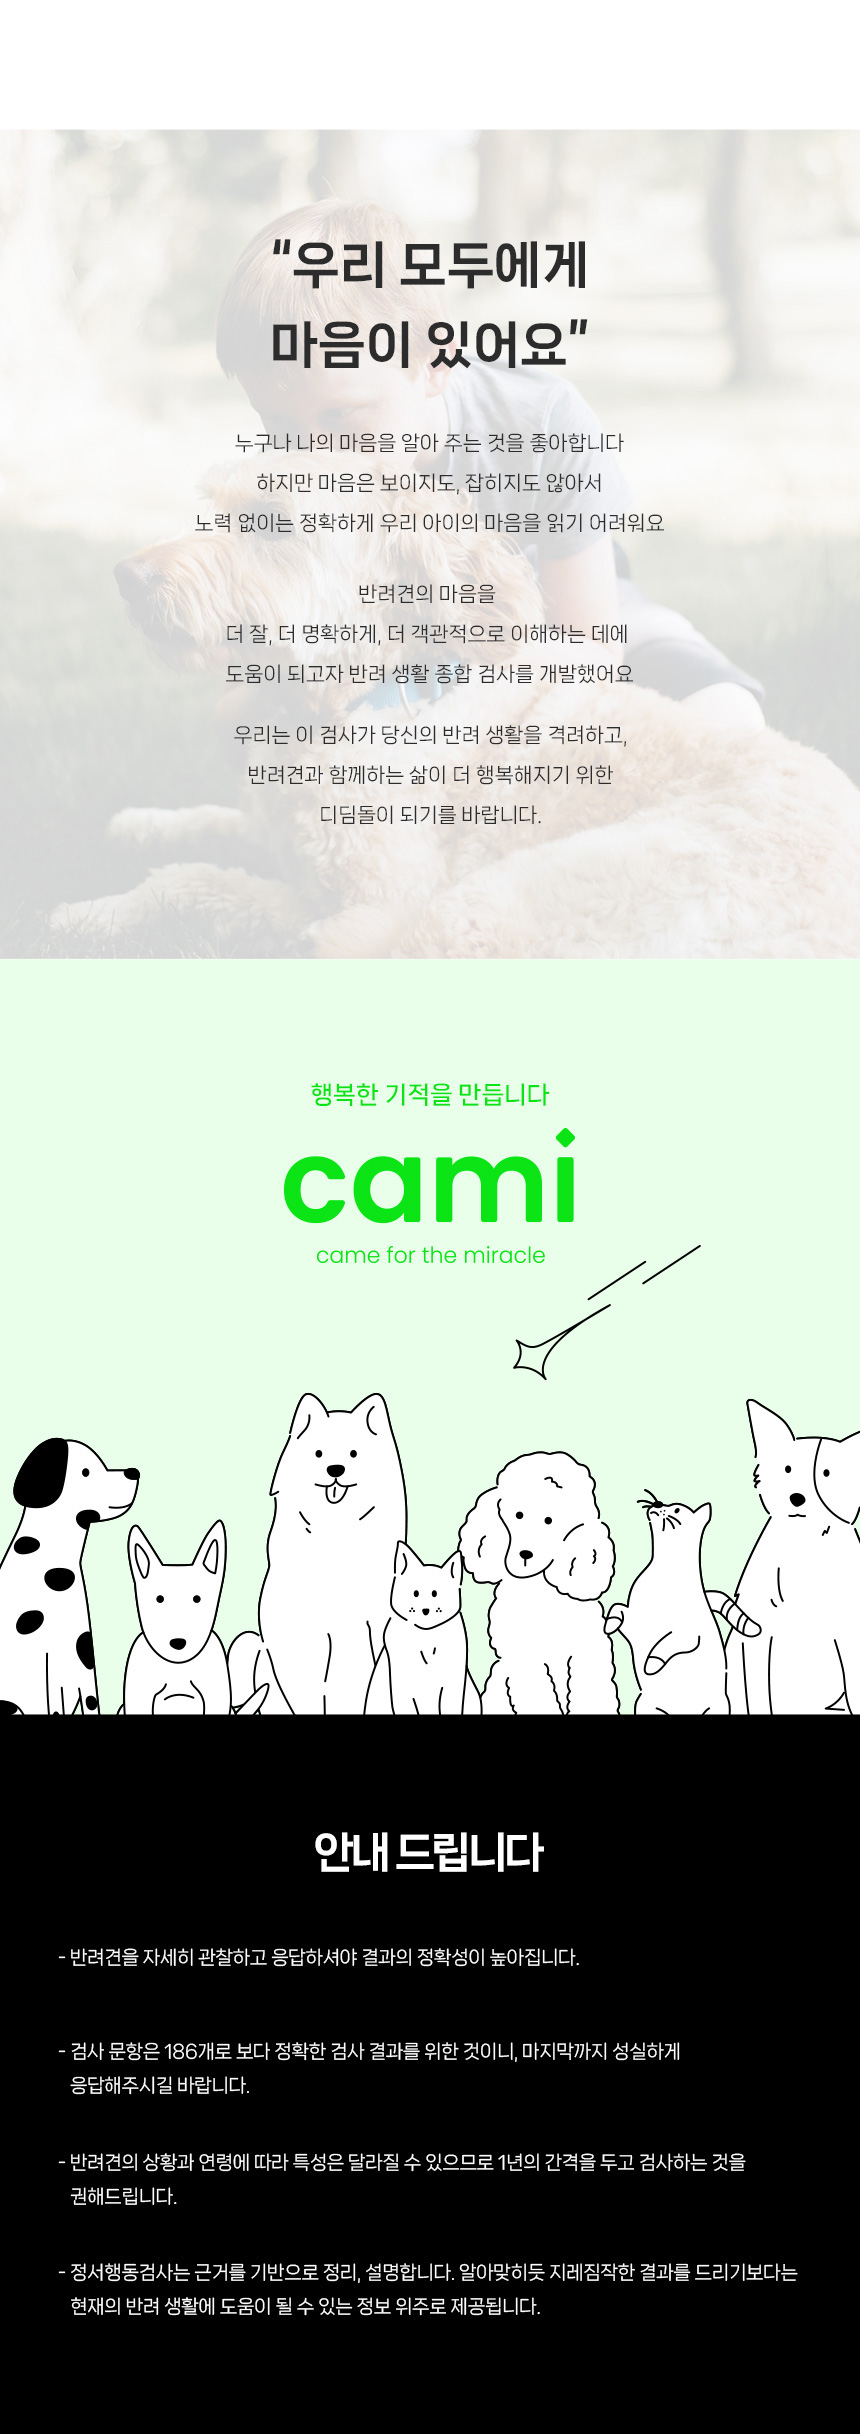 "우리 모두에게
마음이 있어요"
누구나 나의 마음을 알아 주는 것을 좋아합니다
하지만 마음은 보이지도, 잡히지도 않아서
노력 없이는 정확하게 우리 아이의 마음을 읽기 어려워요
반려견의 마음을
더 잘, 더 명확하게, 더 객관적으로 이해하는 데에
도움이 되고자 반려 생활 종합 검사를 개발했어요
우리는 이 검사가 당신의 반려 생활을 격려하고,
반려견과 함께하는 삶이 더 행복해지기 위한
디딤돌이 되기를 바랍니다.
행복한 기적을 만듭니다
cami
came for the miracle
안내 드립니다
- 반려견을 자세히 관찰하고 응답하셔야 결과의 정확성이 높아집니다.
- 검사 문항은 186개로 보다 정확한 검사 결과를 위한 것이니, 마지막까지 성실하게
응답해주시길 바랍니다.
- 반려견의 상황과 연령에 따라 특성은 달라질 수 있으므로 1년의 간격을 두고 검사하는 것을
권해드립니다.
- 정서행동검사는 근거를 기반으로 정리, 설명합니다. 알아맞히듯 지레짐작한 결과를 드리기보다는
현재의 반려 생활에 도움이 될 수 있는 정보 위주로 제공됩니다.